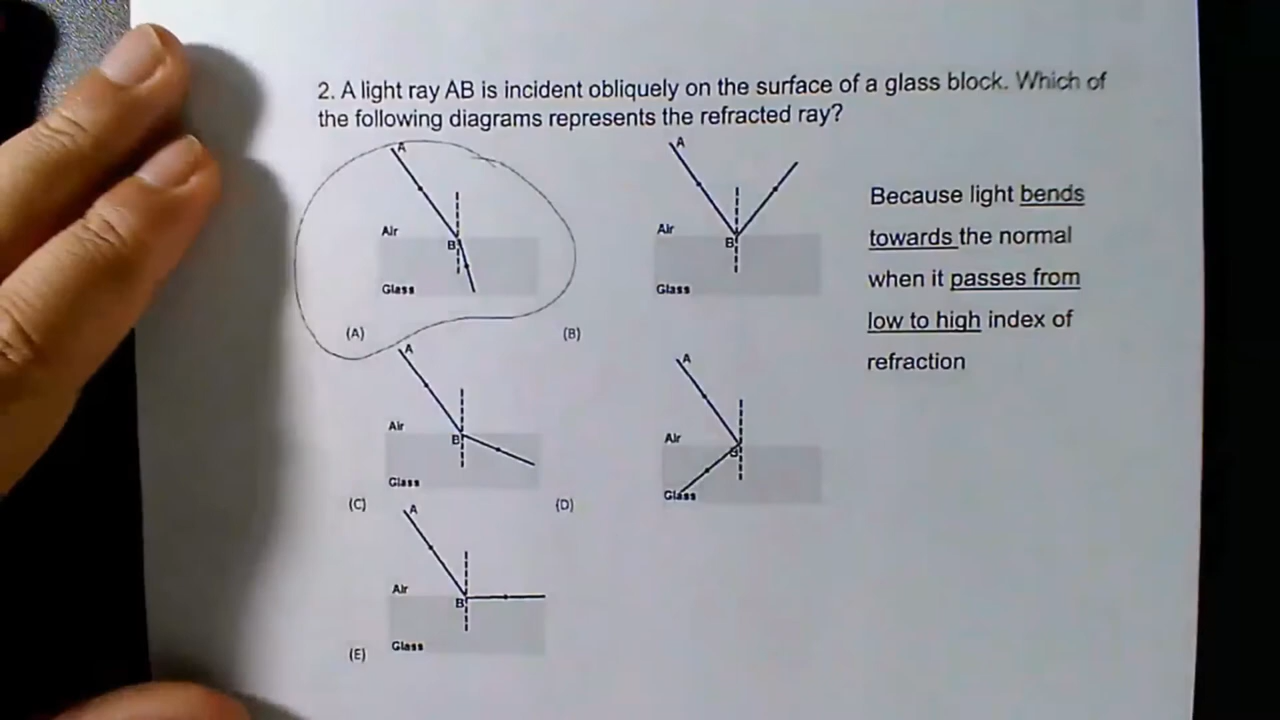 2. A light ray AB is incident obliquely on the surface of a glass block. Which of
the following diagrams represents the refracted ray?
A
Air
B
Glass
(A)
A
Air
B
Glass
(B)
Because light bends
towards the normal
when it passes from
low to high index of
refraction
A
Air
B
Glass
(C)
A
Air
B
Glass
(D)
A
Air
B
Glass
(E)